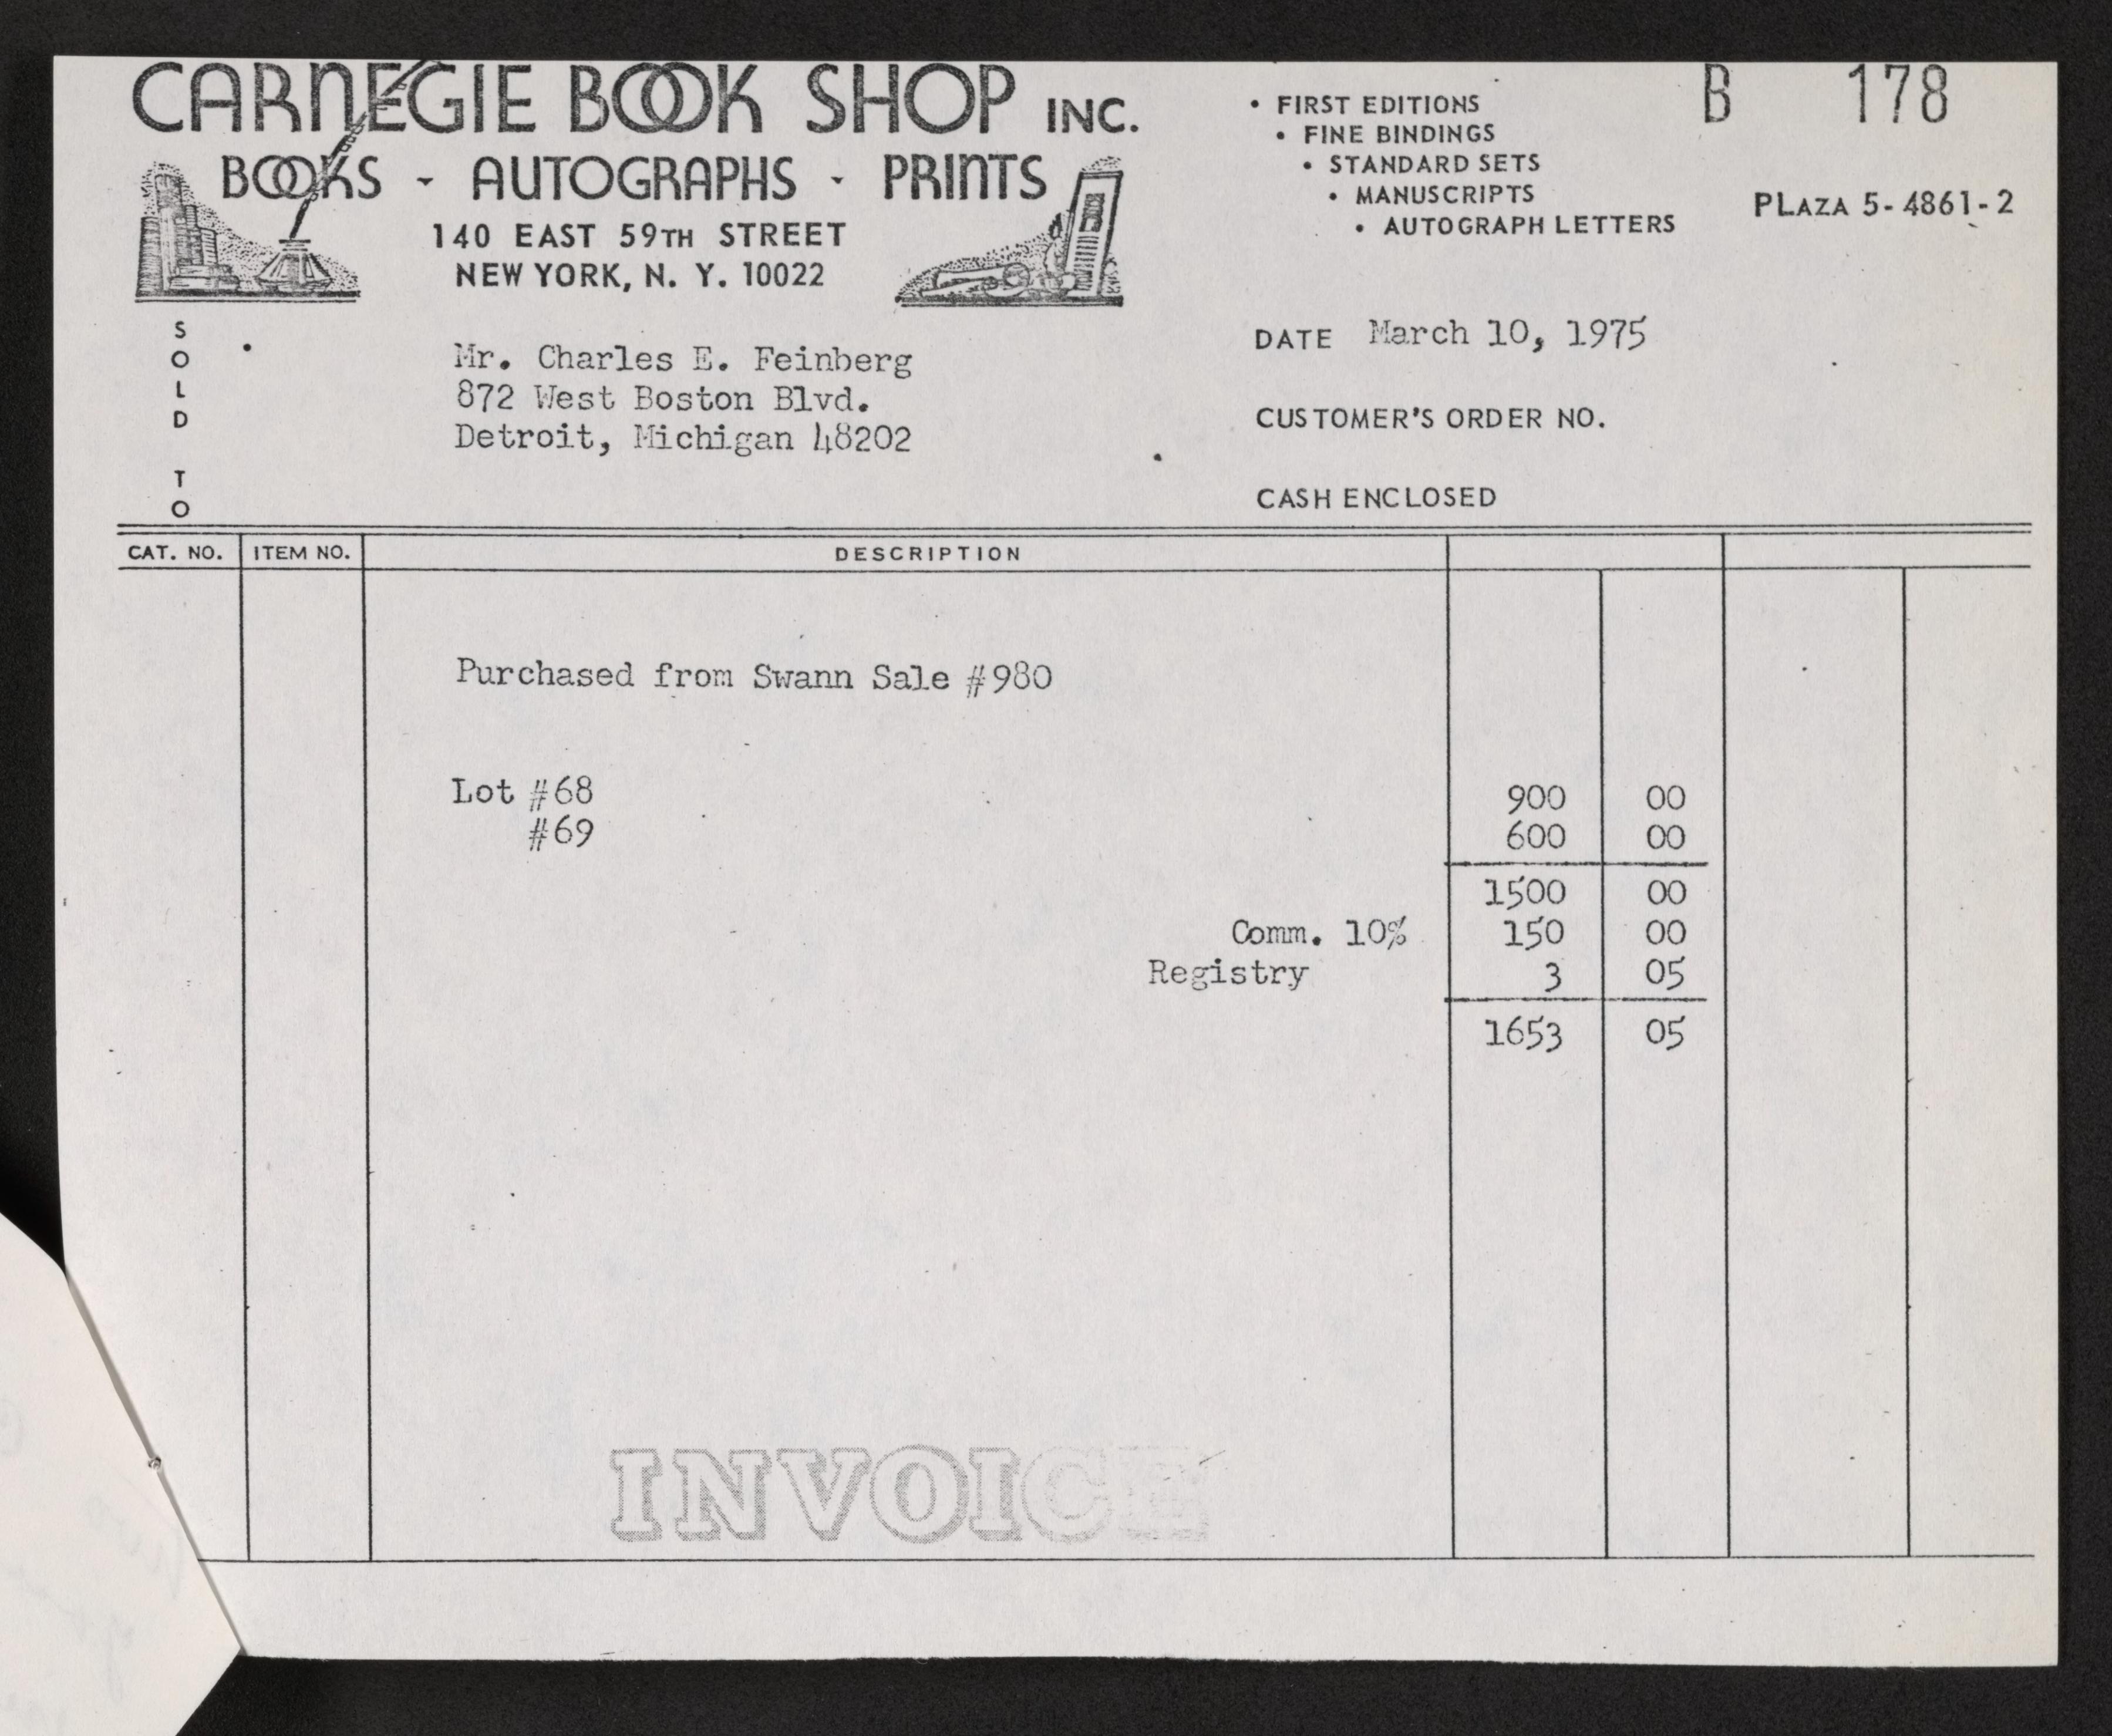 CARNEGIE BOOK SHOP INC.
BOOKS - AUTOGRAPHS - PRINTS
140 EAST 59TH STREET
NEW YORK, N. Y. 10022
• FIRST EDITIONS
• FINE BINDINGS
• STANDARD SETS
• MANUSCRIPTS
• AUTOGRAPH LETTERS
B 178
PLAZA 5-4861-2
SOLD TO
Mr. Charles E. Feinberg
872 West Boston Blvd.
Detroit, Michigan 48202
DATE March 10, 1975
CUSTOMER'S ORDER NO.
CASH ENCLOSED
CAT. NO. ITEM NO. DESCRIPTION
Purchased from Swann Sale #980
Lot #68 900 00
#69 600 00
1500 00
Comm. 10% 150 00
Registry 3 05
1653 05
INVOICE